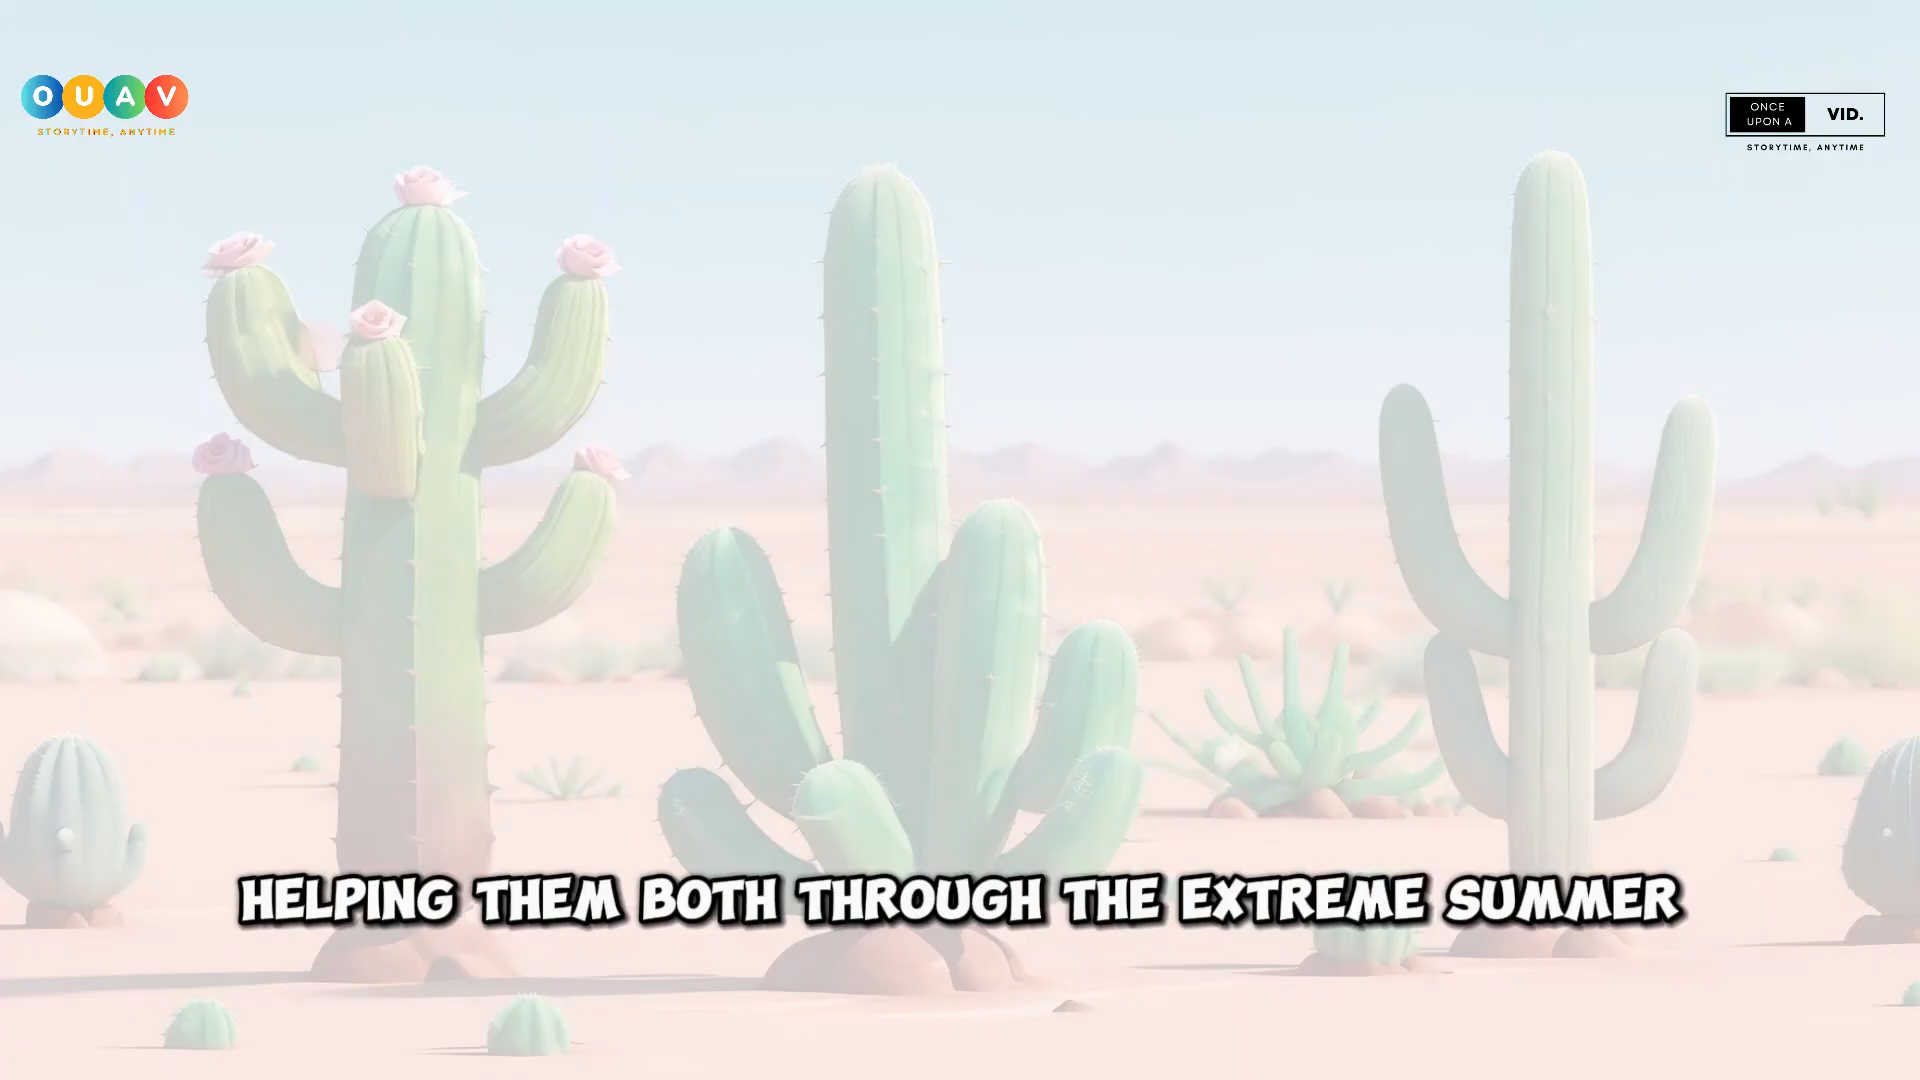 OUAV
STORYTIME, ANYTIME
ONCE
UPON A
VID.
STORYTIME, ANYTIME
HELPING THEM BOTH THROUGH THE EXTREME SUMMER